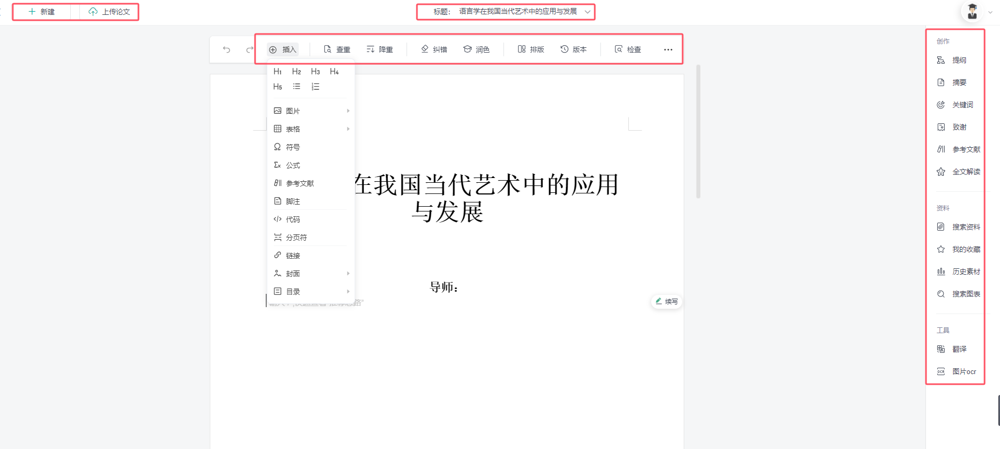 新建
上传论文
标题： 语言学在我国当代艺术中的应用与发展
插入 查重 降重 纠错 润色 排版 版本 检查 ...
H1 H2 H3 H4
H5
图片
表格
符号
公式
参考文献
脚注
代码
分页符
链接
封面
目录
在我国当代艺术中的应用
与发展
导师：
续写
创作
提纲
摘要
关键词
致谢
参考文献
全文解读
资料
搜索资料
我的收藏
历史素材
搜索图表
工具
翻译
OCR 图片ocr